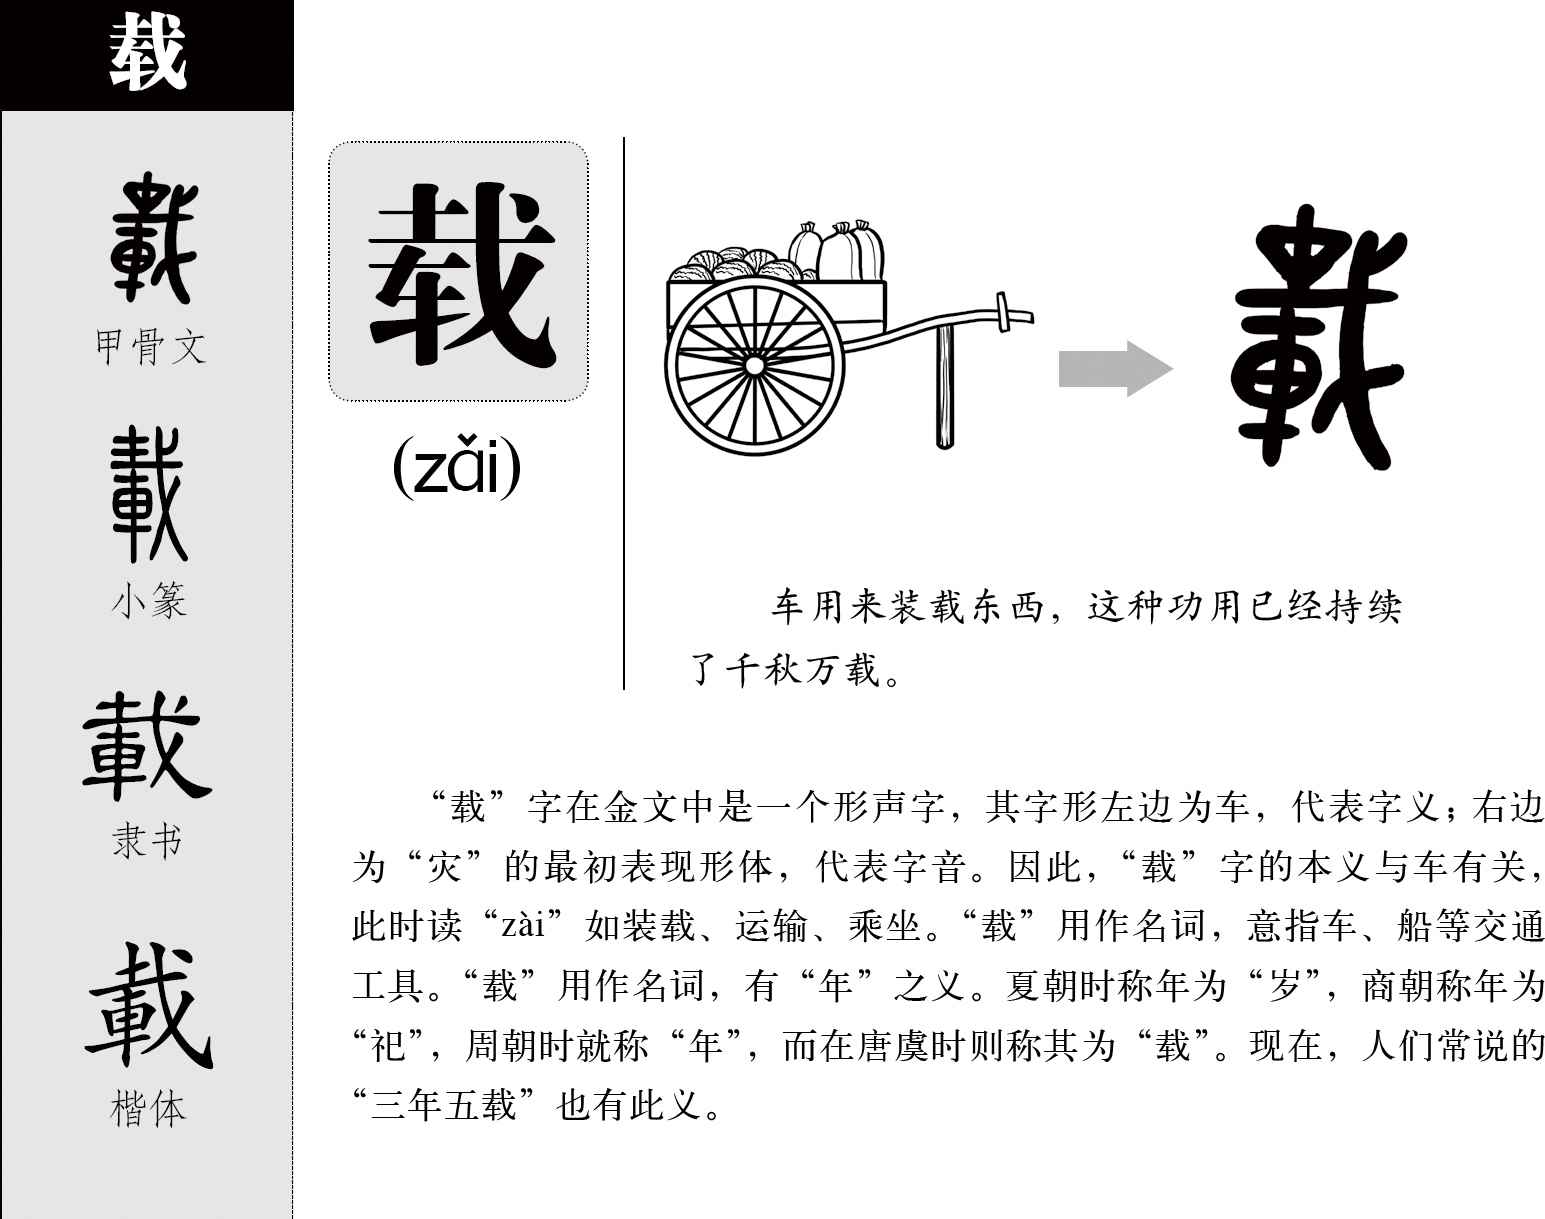 载
載
甲骨文
載
小篆
載
隶书
載
楷体
载
(zǎi)
載
车用来装载东西，这种功用已经持续
了千秋万载。
“载”字在金文中是一个形声字，其字形左边为车，代表字义；右边
为“灾”的最初表现形体，代表字音。因此，“载”字的本义与车有关，
此时读“zài”如装载、运输、乘坐。“载”用作名词，意指车、船等交通
工具。“载”用作名词，有“年”之义。夏朝时称年为“岁”，商朝称年为
“祀”，周朝时就称“年”，而在唐虞时则称其为“载”。现在，人们常说的
“三年五载”也有此义。